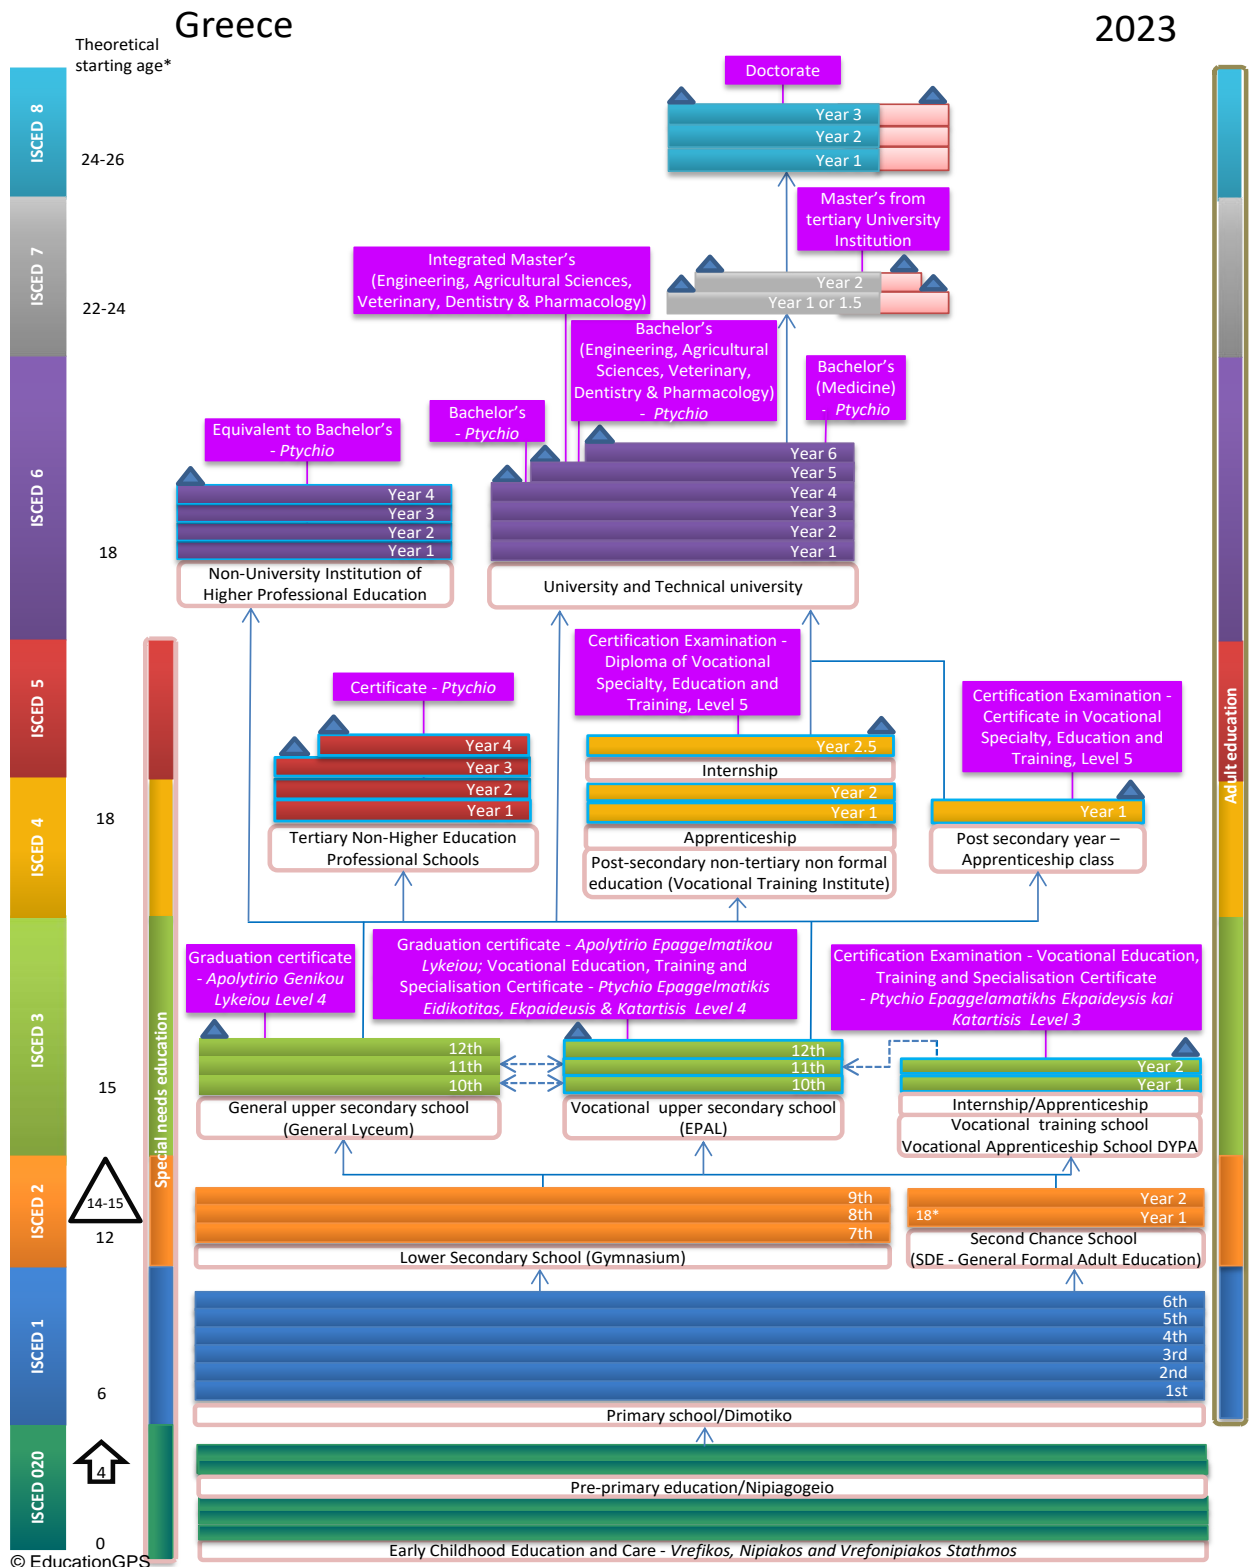 Greece
2023
Theoretical
starting age*
ISCED 8
24-26
Doctorate
Year 3
Year 2
Year 1
ISCED 7
22-24
Master's from
tertiary University
Institution
Year 2
Year 1 or 1.5
Integrated Master's
(Engineering, Agricultural Sciences,
Veterinary, Dentistry & Pharmacology)
Bachelor's
(Engineering, Agricultural
Sciences, Veterinary,
Dentistry & Pharmacology)
- Ptychio
Bachelor's
(Medicine)
- Ptychio
Bachelor's
- Ptychio
Equivalent to Bachelor's
- Ptychio
ISCED 6
18
Year 4
Year 3
Year 2
Year 1
Non-University Institution of
Higher Professional Education
Year 6
Year 5
Year 4
Year 3
Year 2
Year 1
University and Technical university
ISCED 5
Certificate - Ptychio
Year 4
Year 3
Year 2
Year 1
Tertiary Non-Higher Education
Professional Schools
Certification Examination -
Diploma of Vocational
Specialty, Education and
Training, Level 5
Year 2.5
Internship
Year 2
Year 1
Apprenticeship
Post-secondary non-tertiary non formal
education (Vocational Training Institute)
Certification Examination -
Certificate in Vocational
Specialty, Education and
Training, Level 5
Year 1
Post secondary year –
Apprenticeship class
Adult education
ISCED 4
18
ISCED 3
15
Special needs education
Graduation certificate
- Apolytirio Genikou
Lykeiou Level 4
12th
11th
10th
General upper secondary school
(General Lyceum)
Graduation certificate - Apolytirio Epaggelmatikou
Lykeiou; Vocational Education, Training and
Specialisation Certificate - Ptychio Epaggelmatikis
Eidikotitas, Ekpaideusis & Katartisis Level 4
12th
11th
10th
Vocational upper secondary school
(EPAL)
Certification Examination - Vocational Education,
Training and Specialisation Certificate
- Ptychio Epaggelamatikhs Ekpaideysis kai
Katartisis Level 3
Year 2
Year 1
Internship/Apprenticeship
Vocational training school
Vocational Apprenticeship School DYPA
ISCED 2
14-15
12
9th
8th
7th
Lower Secondary School (Gymnasium)
Year 2
18*
Year 1
Second Chance School
(SDE - General Formal Adult Education)
ISCED 1
6
6th
5th
4th
3rd
2nd
1st
Primary school/Dimotiko
ISCED 020
4
Pre-primary education/Nipiagogeio
0
Early Childhood Education and Care - Vrefikos, Nipiakos and Vrefonipiakos Stathmos
© EducationGPS